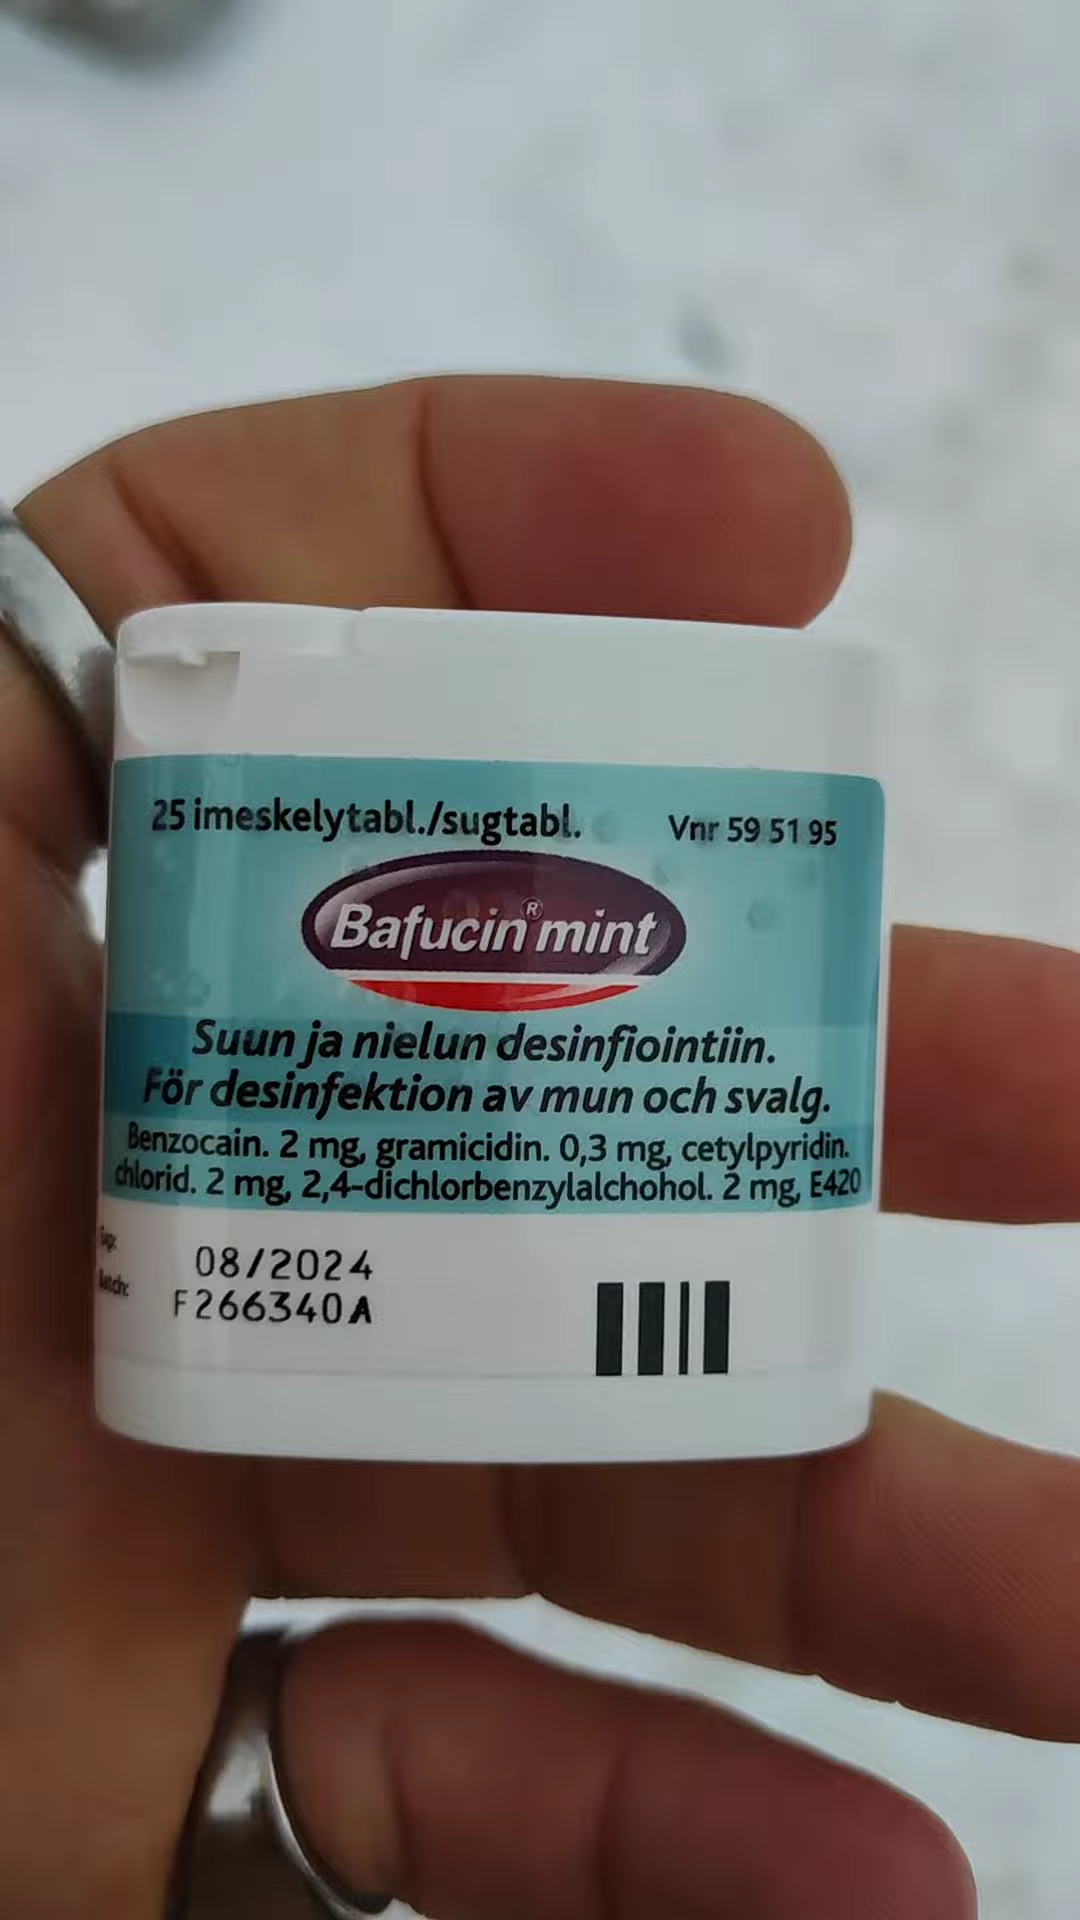 25 imeskelytabl./sugtabl. Vnr 59 51 95
Bafucin® mint
Suun ja nielun desinfiointiin.
För desinfektion av mun och svalg.
Benzocain. 2 mg, gramicidin. 0,3 mg, cetylpyridin.
chlorid. 2 mg, 2,4-dichlorbenzylalchohol. 2 mg, E420
08/2024
Batch: F266340A